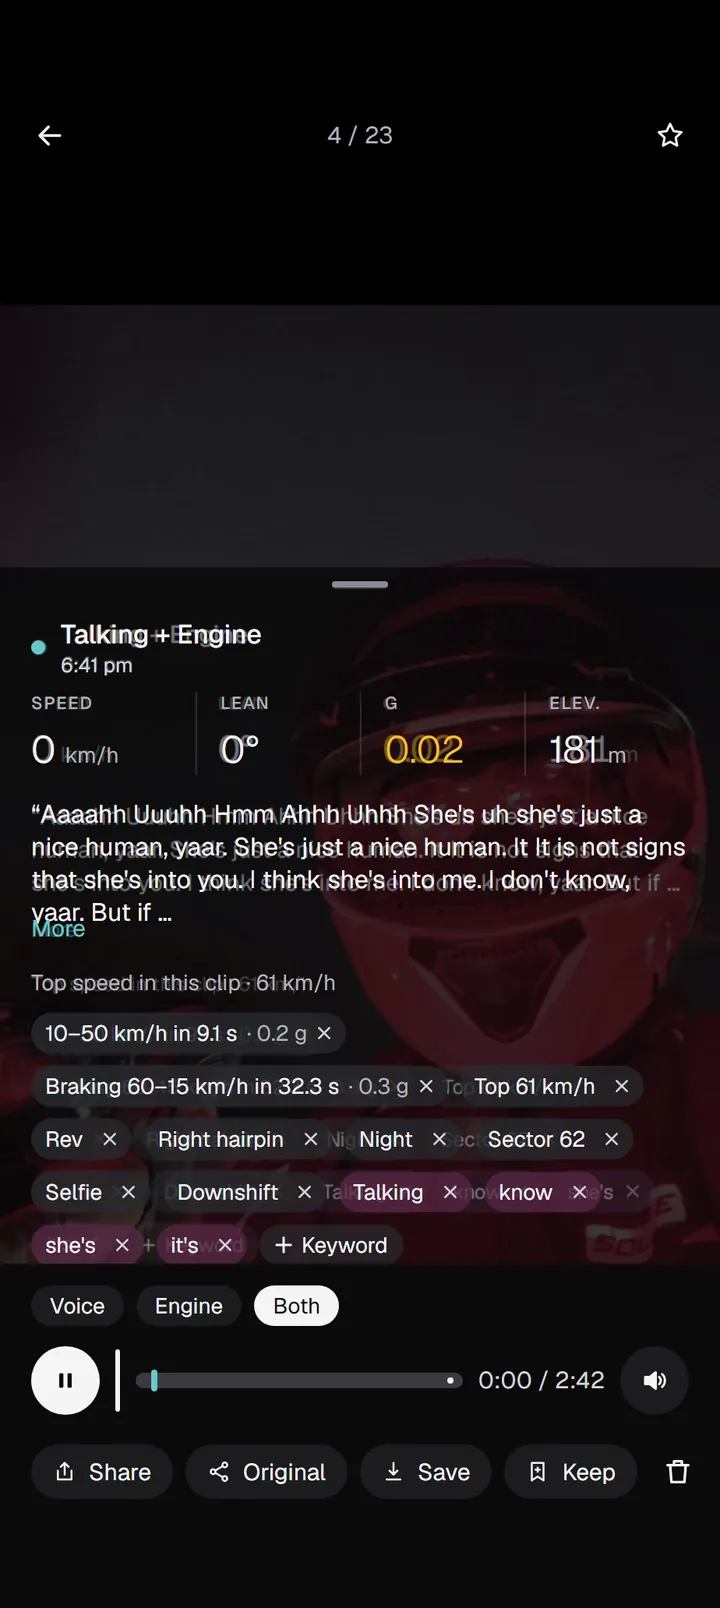 4 / 23
Talking + Engine
6:41 pm
SPEED LEAN G ELEV.
0 km/h 0° 0.02 181 m
“Aaaahh Uuuhh Hmm Ahhh Uhhh She's uh she's just a
nice human, yaar. She's just a nice human. It It is not signs
that she's into you. I think she's into me. I don't know,
yaar. But if ...
More
Top speed in this clip · 61 km/h
10–50 km/h in 9.1 s · 0.2 g ×
Braking 60–15 km/h in 32.3 s · 0.3 g × Top 61 km/h ×
Rev × Right hairpin × Night × Sector 62 ×
Selfie × Downshift × Talking × know ×
she's × it's × + Keyword
Voice Engine Both
0:00 / 2:42
Share Original Save Keep